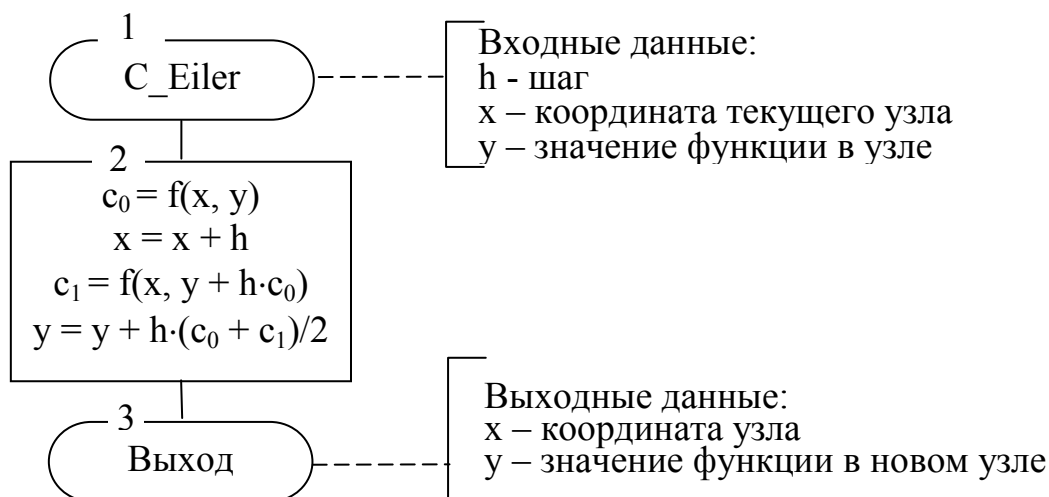 1
C_Eiler
Входные данные:
h - шаг
x – координата текущего узла
y – значение функции в узле
2
c₀ = f(x, y)
x = x + h
c₁ = f(x, y + h·c₀)
y = y + h·(c₀ + c₁)/2
3
Выход
Выходные данные:
x – координата узла
y – значение функции в новом узле